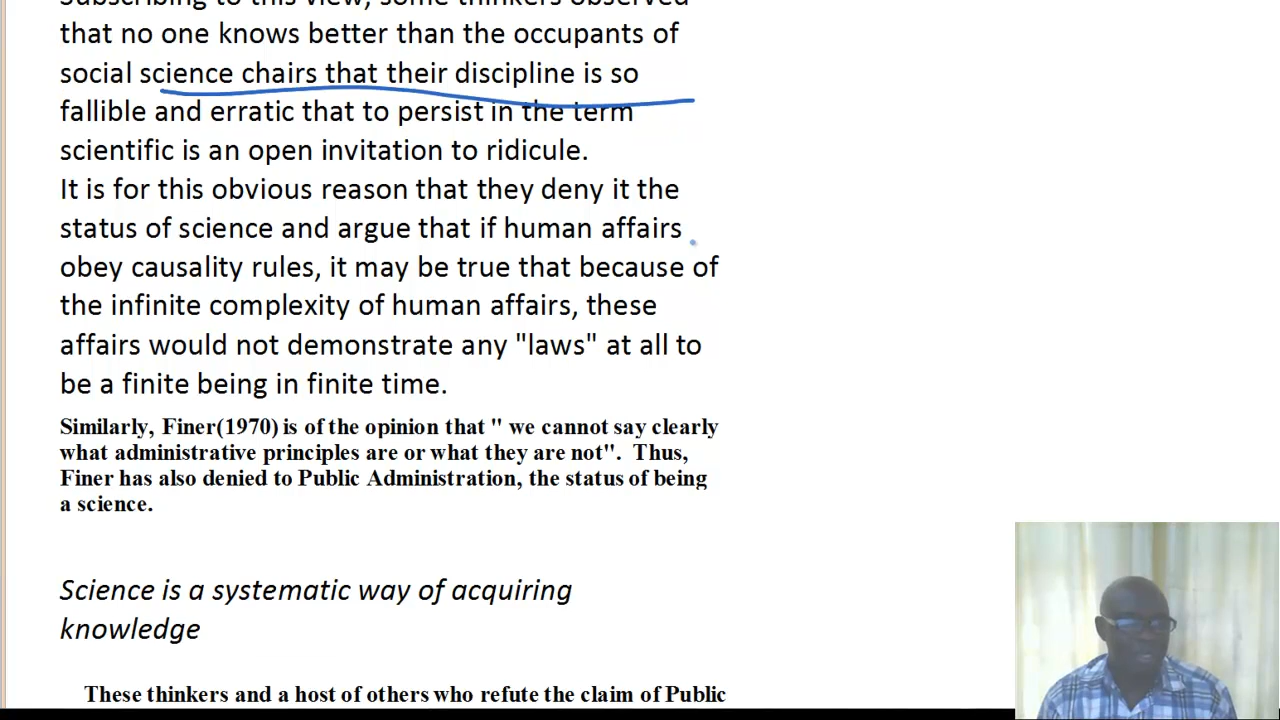 Subscribing to this view, some thinkers observed
that no one knows better than the occupants of
social science chairs that their discipline is so
fallible and erratic that to persist in the term
scientific is an open invitation to ridicule.
It is for this obvious reason that they deny it the
status of science and argue that if human affairs
obey causality rules, it may be true that because of
the infinite complexity of human affairs, these
affairs would not demonstrate any "laws" at all to
be a finite being in finite time.
Similarly, Finer(1970) is of the opinion that " we cannot say clearly
what administrative principles are or what they are not". Thus,
Finer has also denied to Public Administration, the status of being
a science.
Science is a systematic way of acquiring
knowledge
These thinkers and a host of others who refute the claim of Public